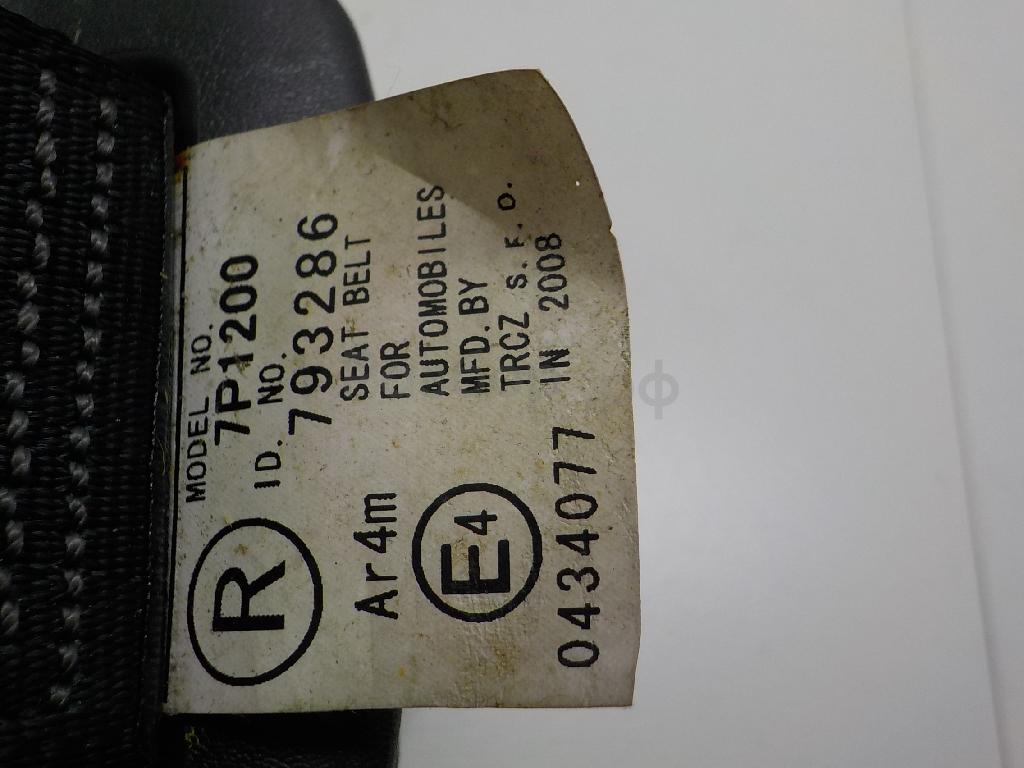 MODEL NO.
7P1200
ID. NO.
793286
SEAT BELT
FOR
AUTOMOBILES
MFD. BY
TRCZ S.F.O.
IN 2008
R
Ar4m
E4
0434077
ф